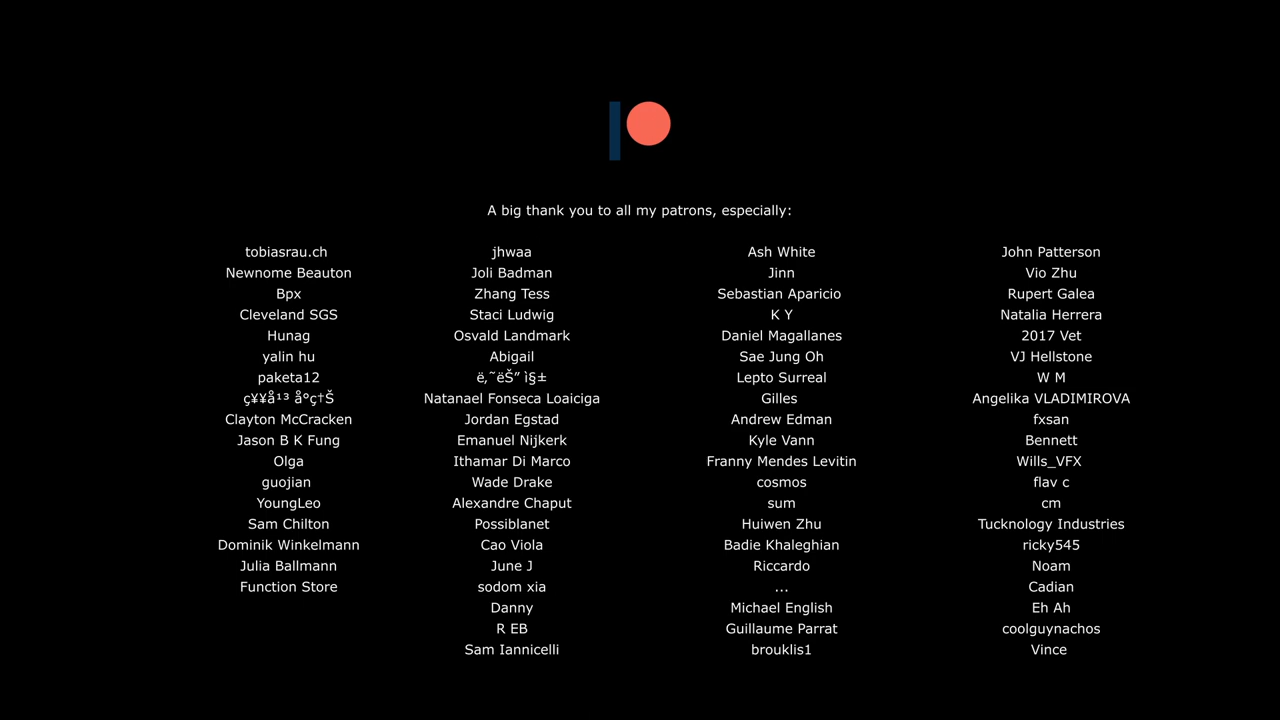 A big thank you to all my patrons, especially:
tobiasrau.ch
Newnome Beauton
Bpx
Cleveland SGS
Hunag
yalin hu
paketa12
ç¥¥å¹³ å°ç†Š
Clayton McCracken
Jason B K Fung
Olga
guojian
YoungLeo
Sam Chilton
Dominik Winkelmann
Julia Ballmann
Function Store
jhwaa
Joli Badman
Zhang Tess
Staci Ludwig
Osvald Landmark
Abigail
ë‚˜ëŠ” ì§±
Natanael Fonseca Loaiciga
Jordan Egstad
Emanuel Nijkerk
Ithamar Di Marco
Wade Drake
Alexandre Chaput
Possiblanet
Cao Viola
June J
sodom xia
Danny
R EB
Sam Iannicelli
Ash White
Jinn
Sebastian Aparicio
K Y
Daniel Magallanes
Sae Jung Oh
Lepto Surreal
Gilles
Andrew Edman
Kyle Vann
Franny Mendes Levitin
cosmos
sum
Huiwen Zhu
Badie Khaleghian
Riccardo
...
Michael English
Guillaume Parrat
brouklis1
John Patterson
Vio Zhu
Rupert Galea
Natalia Herrera
2017 Vet
VJ Hellstone
W M
Angelika VLADIMIROVA
fxsan
Bennett
Wills_VFX
flav c
cm
Tucknology Industries
ricky545
Noam
Cadian
Eh Ah
coolguynachos
Vince